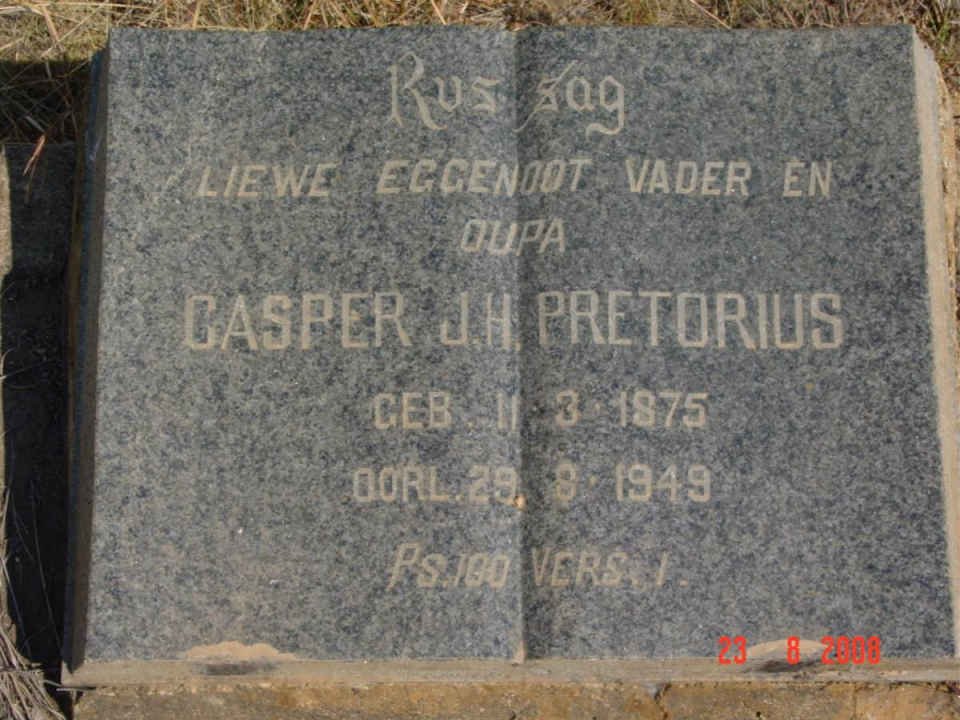 Rus sag
LIEWE EGGENOOT VADER EN
OUPA
CASPER J.H. PRETORIUS
GEB. 11·3·1875
OORL. 29 8·1949
PS.100 VERS.1.
23 8 2008